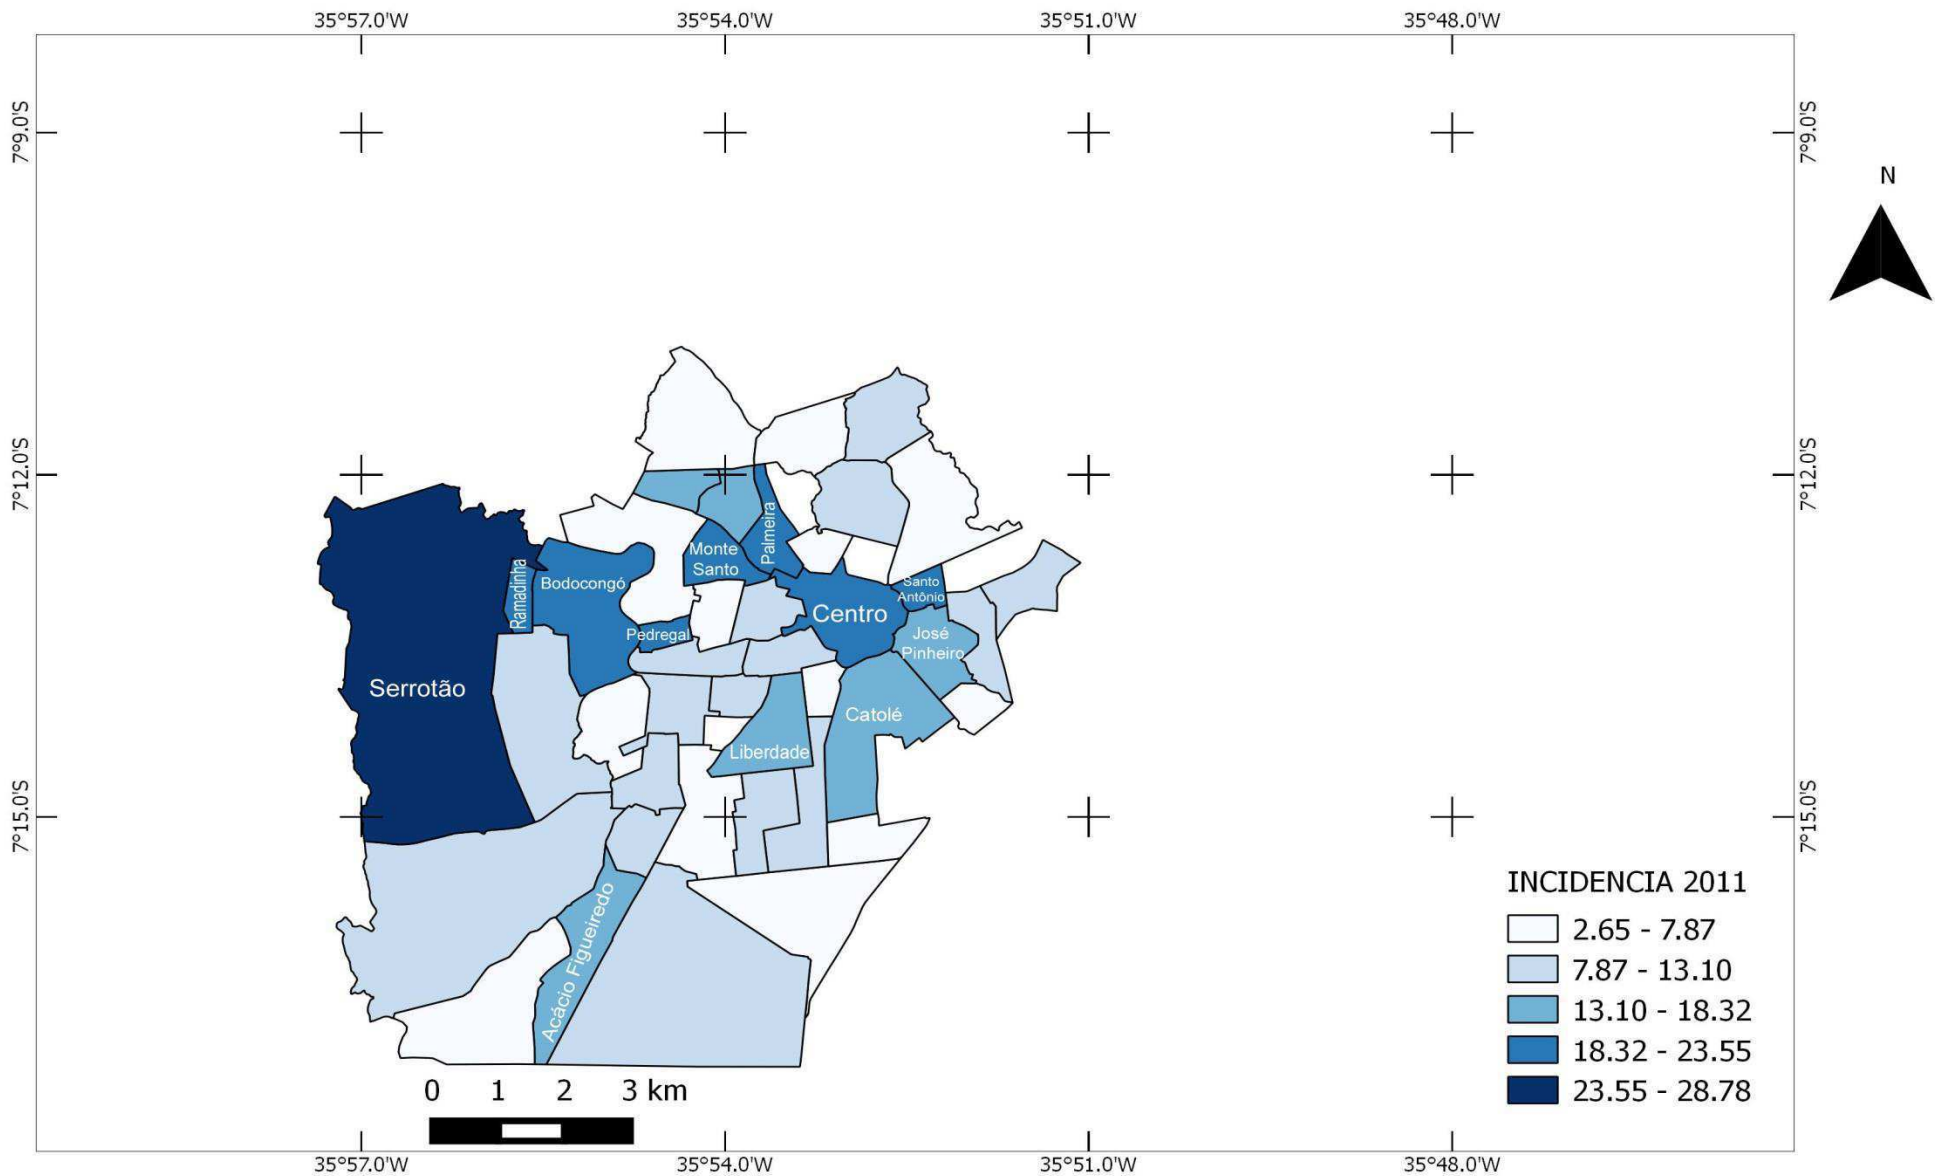 35°57.0'W 35°54.0'W 35°51.0'W 35°48.0'W
7°9.0'S 7°9.0'S
N
7°12.0'S 7°12.0'S
Palmeira
Monte
Santo
Ramadinha
Bodocongó
Santo
Antônio
Centro
Pedregal
José
Pinheiro
Serrotão
Catolé
Liberdade
7°15.0'S 7°15.0'S
Acácio Figueiredo
INCIDENCIA 2011
2.65 - 7.87
7.87 - 13.10
13.10 - 18.32
18.32 - 23.55
23.55 - 28.78
0 1 2 3 km
35°57.0'W 35°54.0'W 35°51.0'W 35°48.0'W